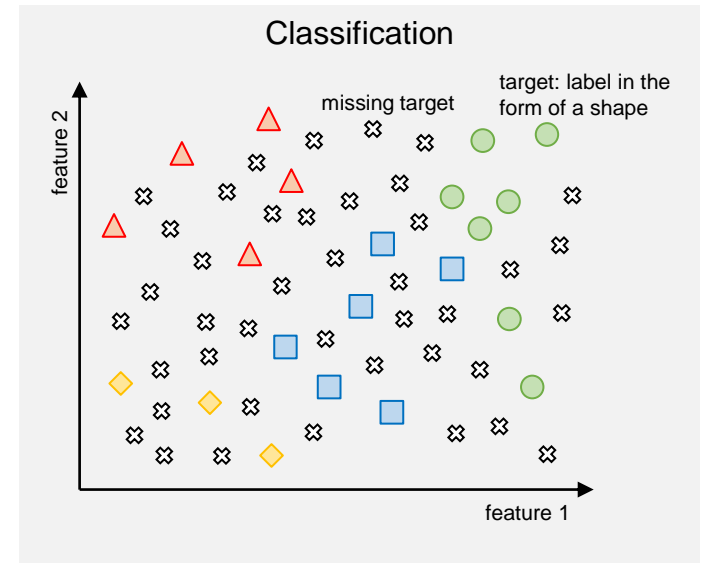 Classification
missing target
target: label in the
form of a shape
feature 2
feature 1